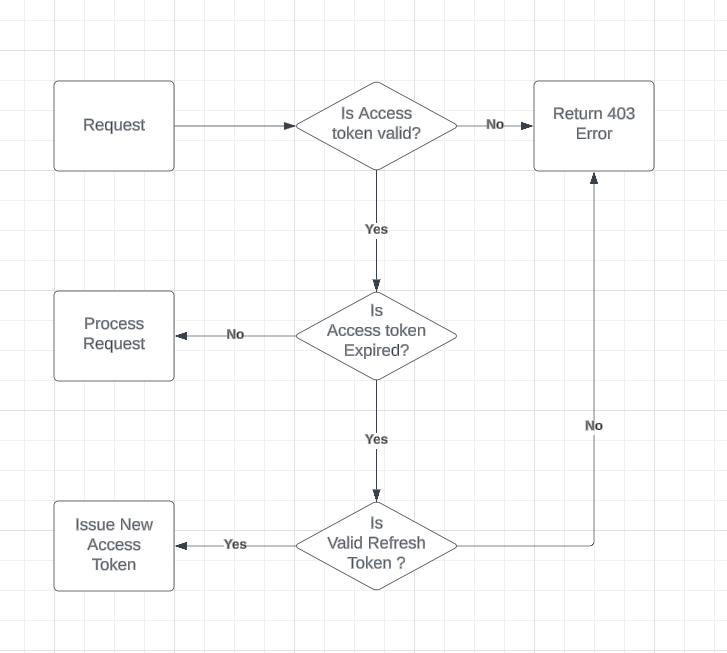 Request
Is Access
token valid?
No
Return 403
Error
Yes
Process
Request
No
Is
Access token
Expired?
Yes
No
Issue New
Access
Token
Yes
Is
Valid Refresh
Token ?